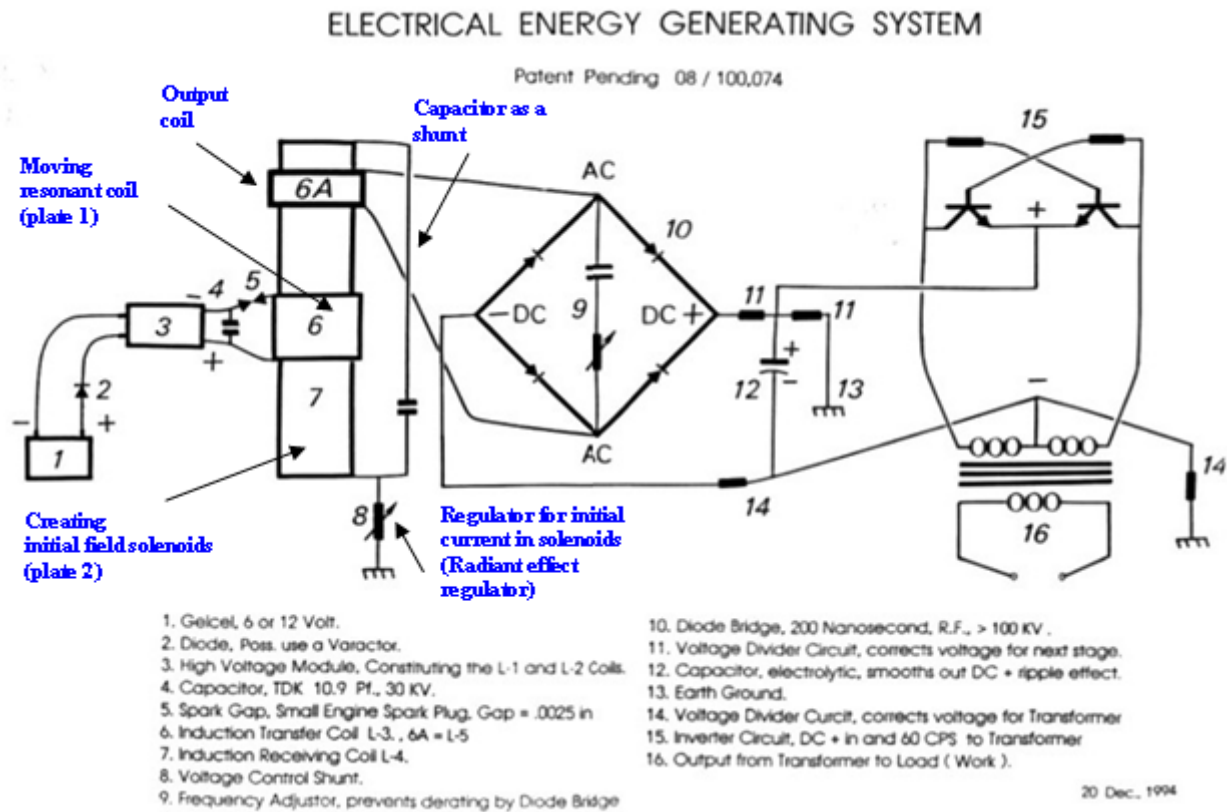 ELECTRICAL ENERGY GENERATING SYSTEM
Patent Pending 08 / 100,074
Output
coil
Capacitor as a
shunt
Moving
resonant coil
(plate 1)
Creating
initial field solenoids
(plate 2)
Regulator for initial
current in solenoids
(Radiant effect
regulator)
6A
AC
10
15
+
4
5
-
3
6
+
-DC
9
DC+
11
11
2
7
+
12
-
13
-
-
+
1
AC
8
14
14
16
1. Gelcel, 6 or 12 Volt.
2. Diode, Poss. use a Varactor.
3. High Voltage Module, Constituting the L-1 and L-2 Coils.
4. Capacitor, TDK 10.9 Pf., 30 KV.
5. Spark Gap, Small Engine Spark Plug, Gap = .0025 in
6. Induction Transfer Coil L-3. , 6A = L-5
7. Induction Receiving Coil L-4.
8. Voltage Control Shunt.
9. Frequency Adjustor, prevents derating by Diode Bridge
10. Diode Bridge, 200 Nanosecond, R.F., > 100 KV .
11. Voltage Divider Circuit, corrects voltage for next stage.
12. Capacitor, electrolytic, smooths out DC + ripple effect.
13. Earth Ground.
14. Voltage Divider Curcit, corrects voltage for Transformer
15. Inverter Circuit, DC + in and 60 CPS to Transformer
16. Output from Transformer to Load ( Work ).
20 Dec., 1994